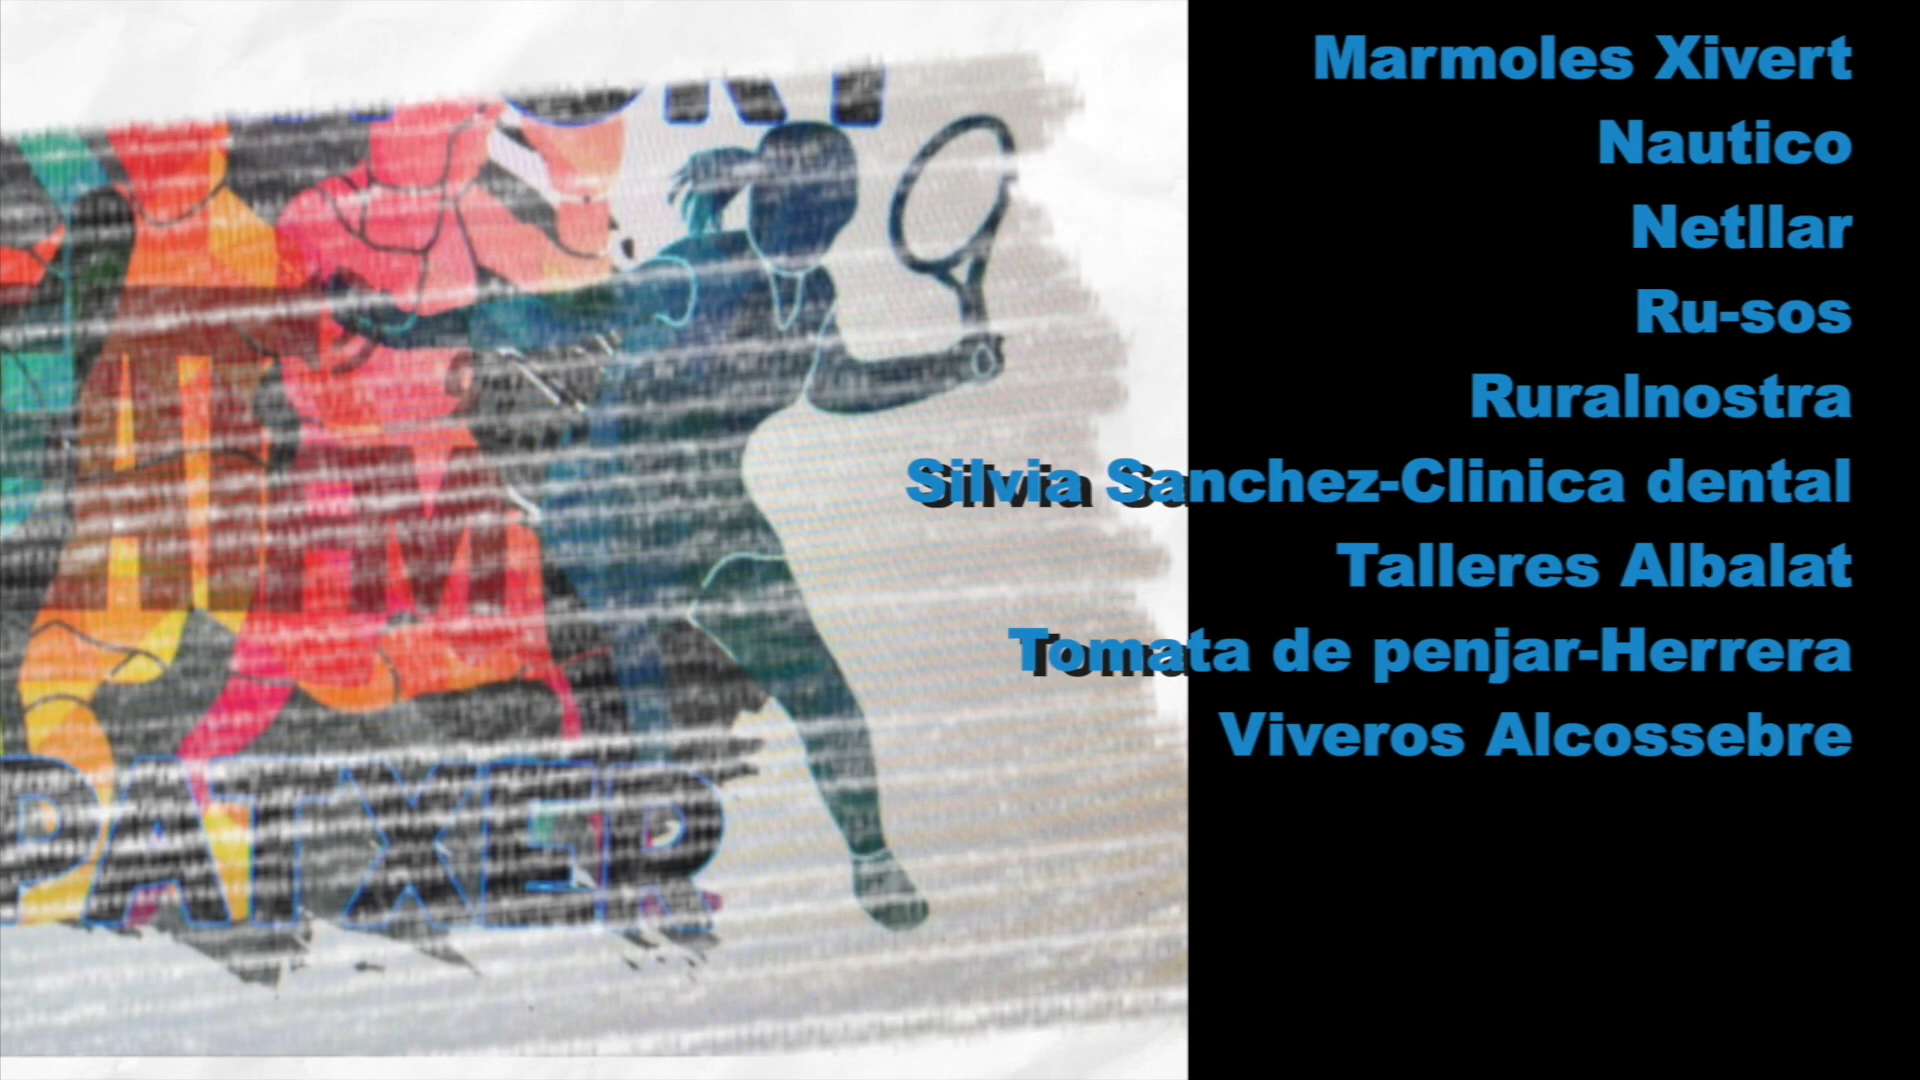 Marmoles Xivert
Nautico
Netllar
Ru-sos
Ruralnostra
Silvia Sanchez-Clinica dental
Talleres Albalat
Tomata de penjar-Herrera
Viveros Alcossebre
PATXER